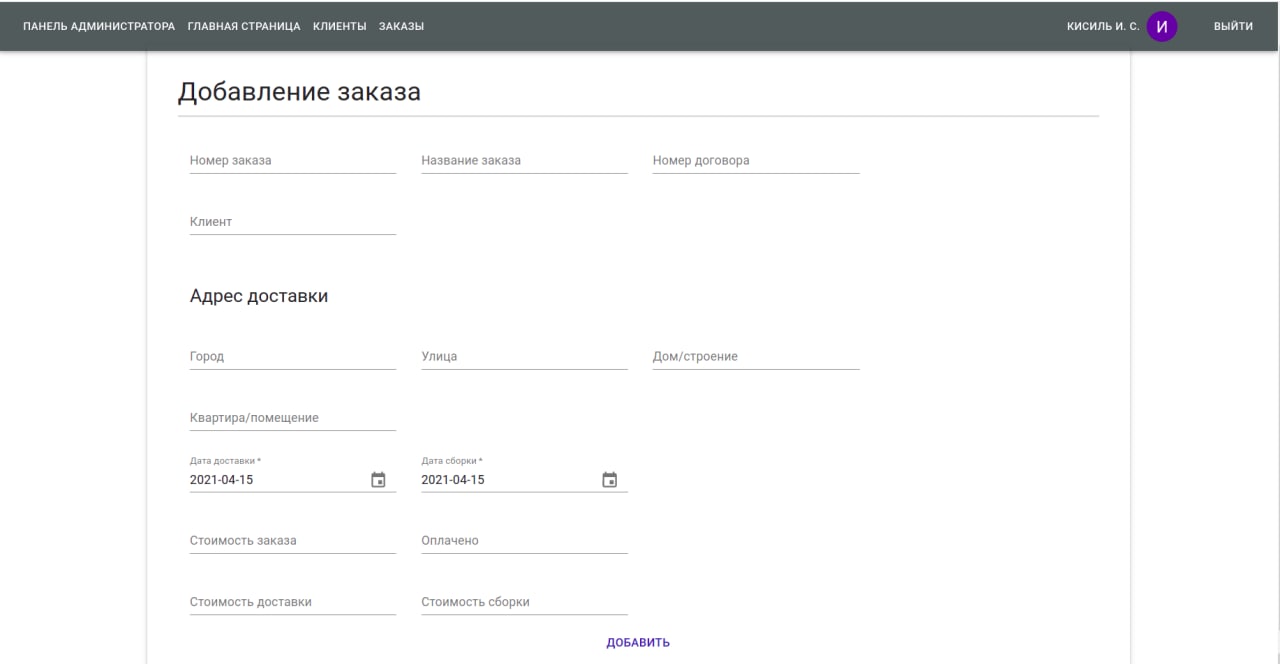 ПАНЕЛЬ АДМИНИСТРАТОРА ГЛАВНАЯ СТРАНИЦА КЛИЕНТЫ ЗАКАЗЫ КИСИЛЬ И. С. И ВЫЙТИ
Добавление заказа
Номер заказа Название заказа Номер договора
Клиент
Адрес доставки
Город Улица Дом/строение
Квартира/помещение
Дата доставки * Дата сборки *
2021-04-15 2021-04-15
Стоимость заказа Оплачено
Стоимость доставки Стоимость сборки
ДОБАВИТЬ